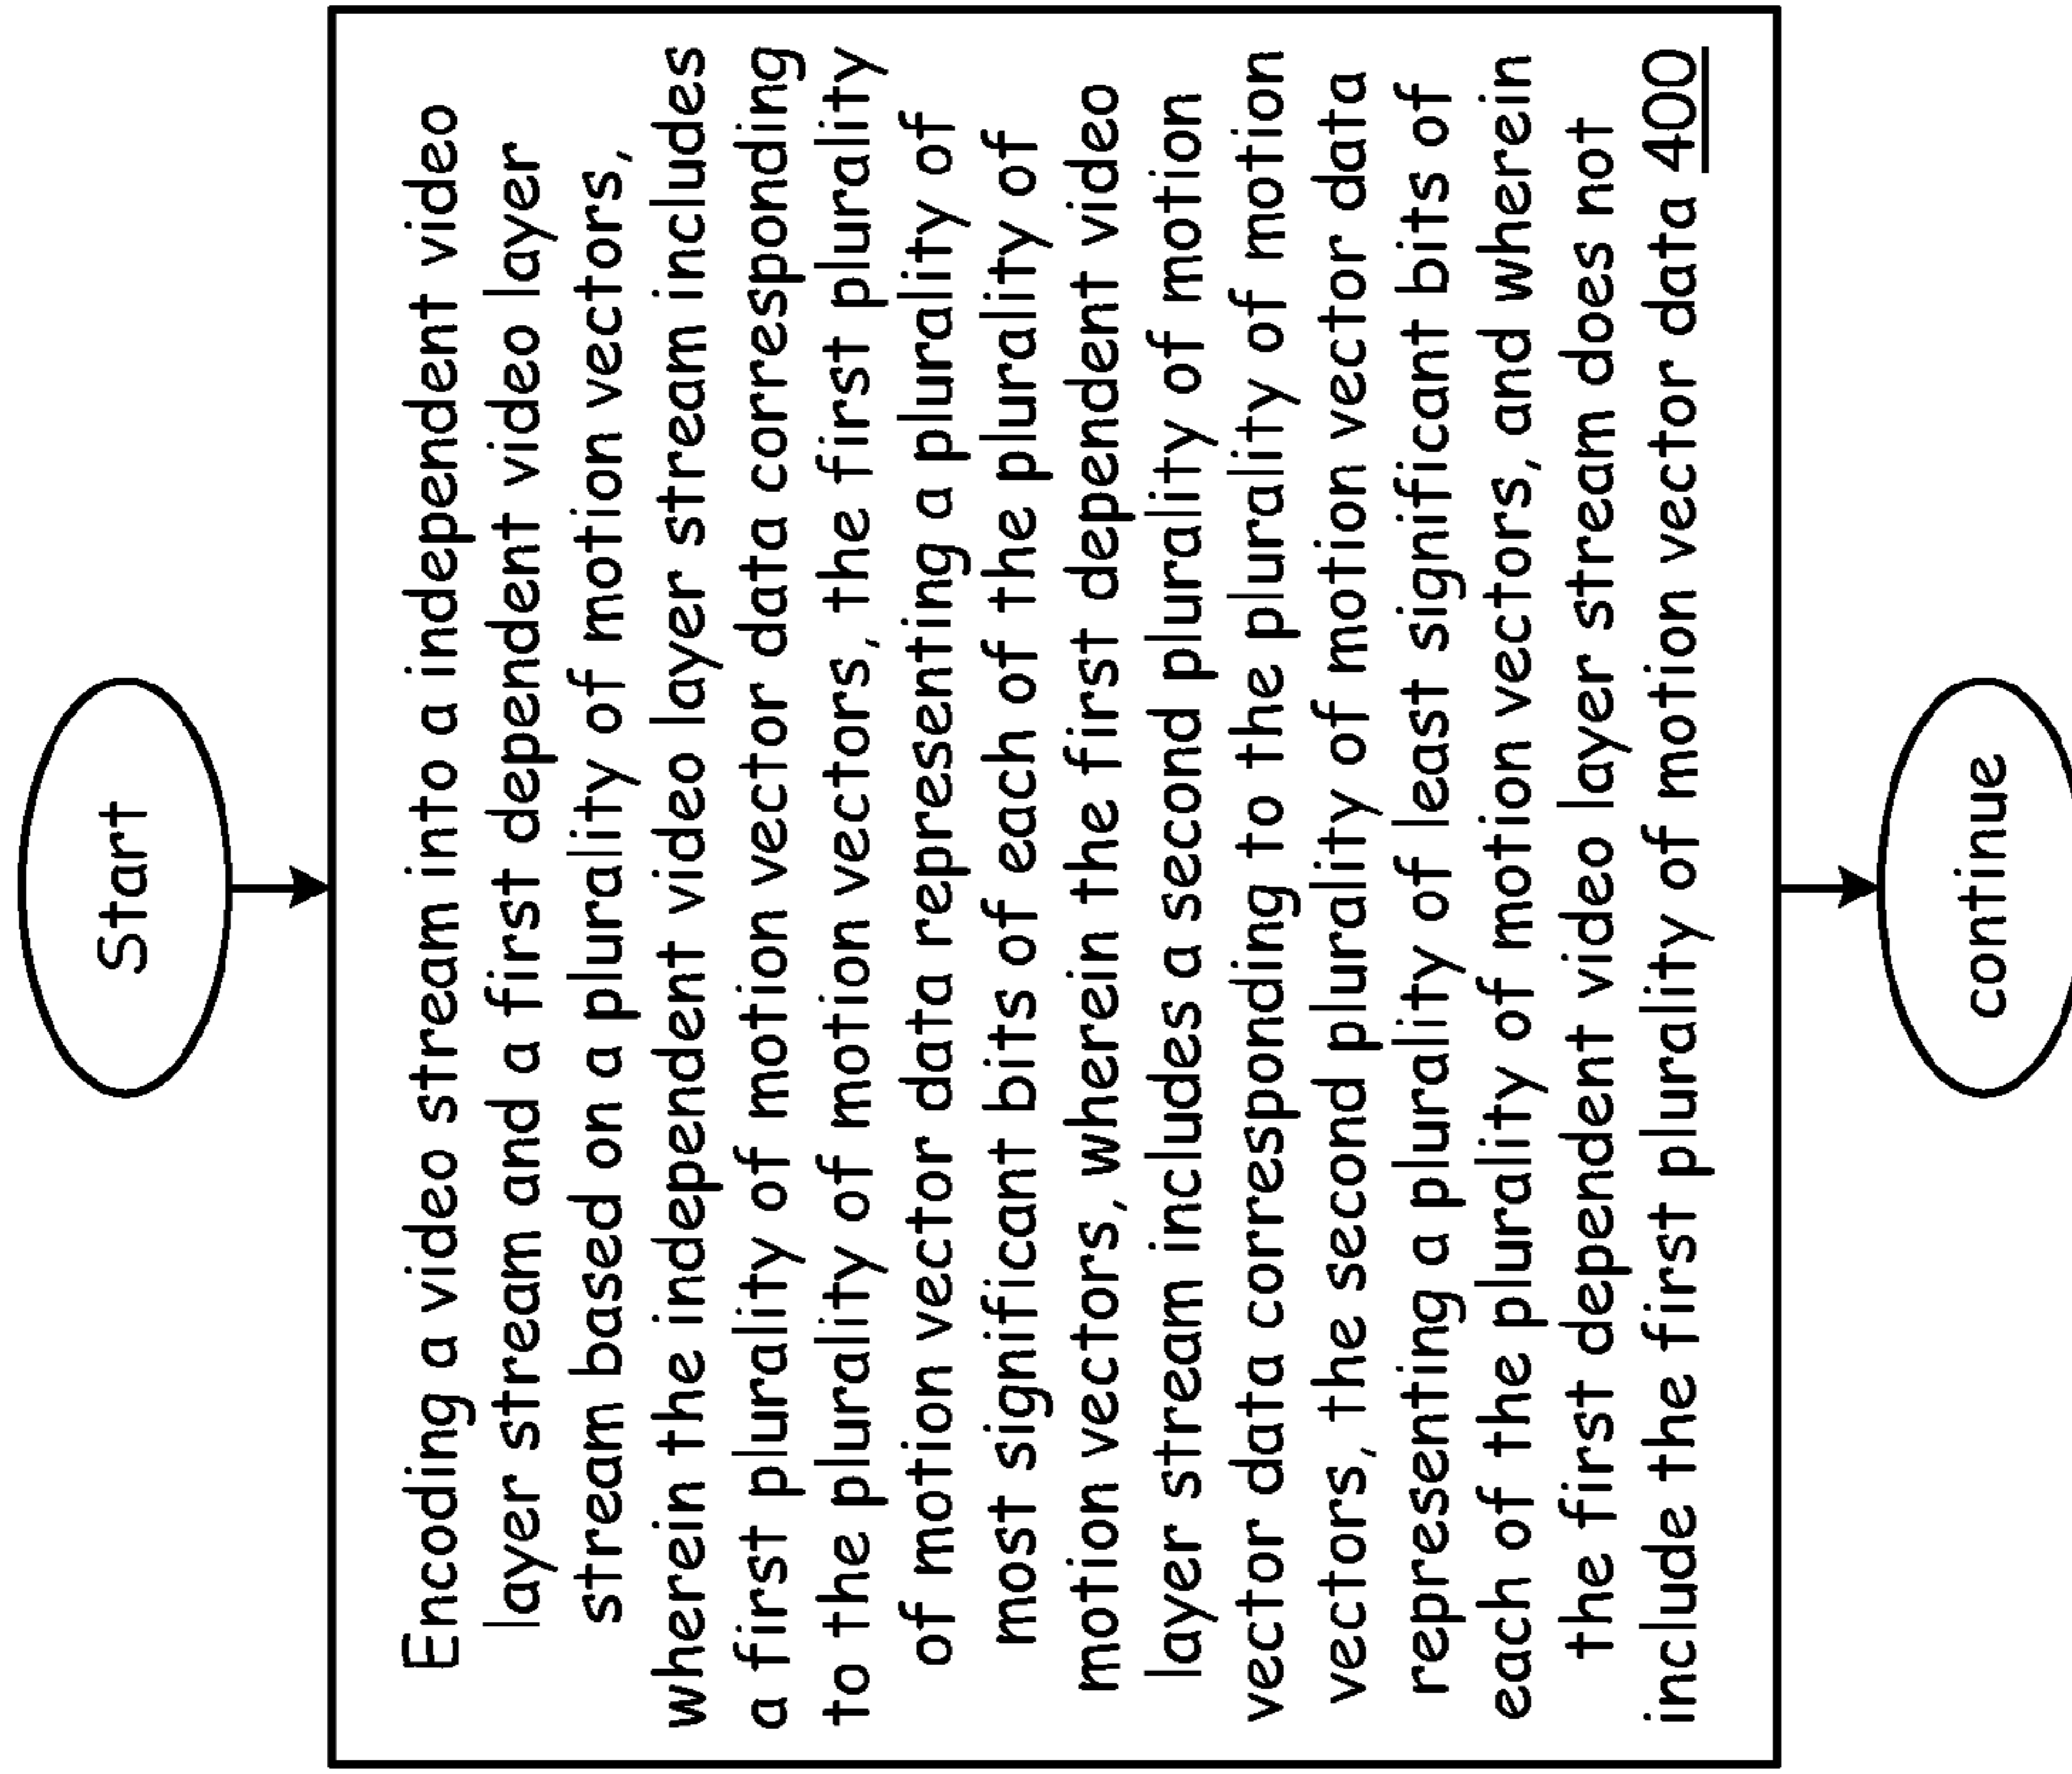 Start
Encoding a video stream into a independent video
layer stream and a first dependent video layer
stream based on a plurality of motion vectors,
wherein the independent video layer stream includes
a first plurality of motion vector data corresponding
to the plurality of motion vectors, the first plurality
of motion vector data representing a plurality of
most significant bits of each of the plurality of
motion vectors, wherein the first dependent video
layer stream includes a second plurality of motion
vector data corresponding to the plurality of motion
vectors, the second plurality of motion vector data
representing a plurality of least significant bits of
each of the plurality of motion vectors, and wherein
the first dependent video layer stream does not
include the first plurality of motion vector data 400
continue